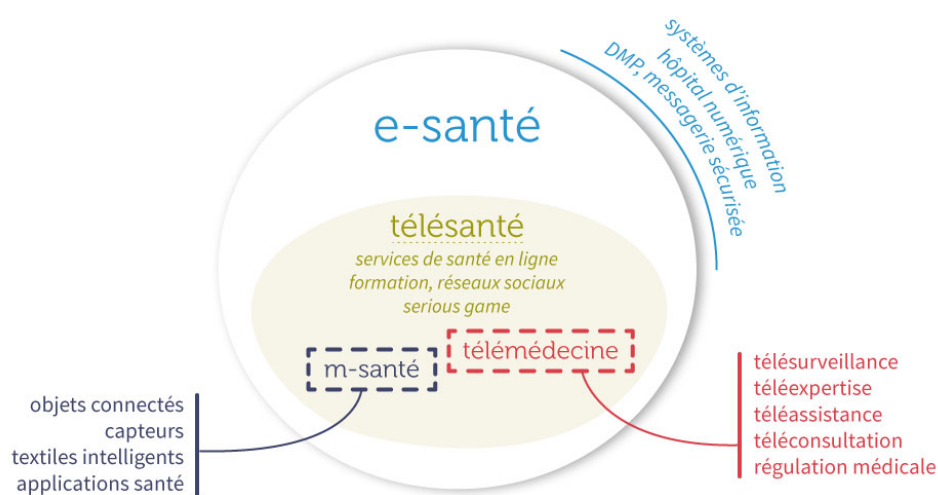 systèmes d'information
hôpital numérique
DMP, messagerie sécurisée
e-santé
télésanté
services de santé en ligne
formation, réseaux sociaux
serious game
m-santé
télémédecine
objets connectés
capteurs
textiles intelligents
applications santé
télésurveillance
téléexpertise
téléassistance
téléconsultation
régulation médicale